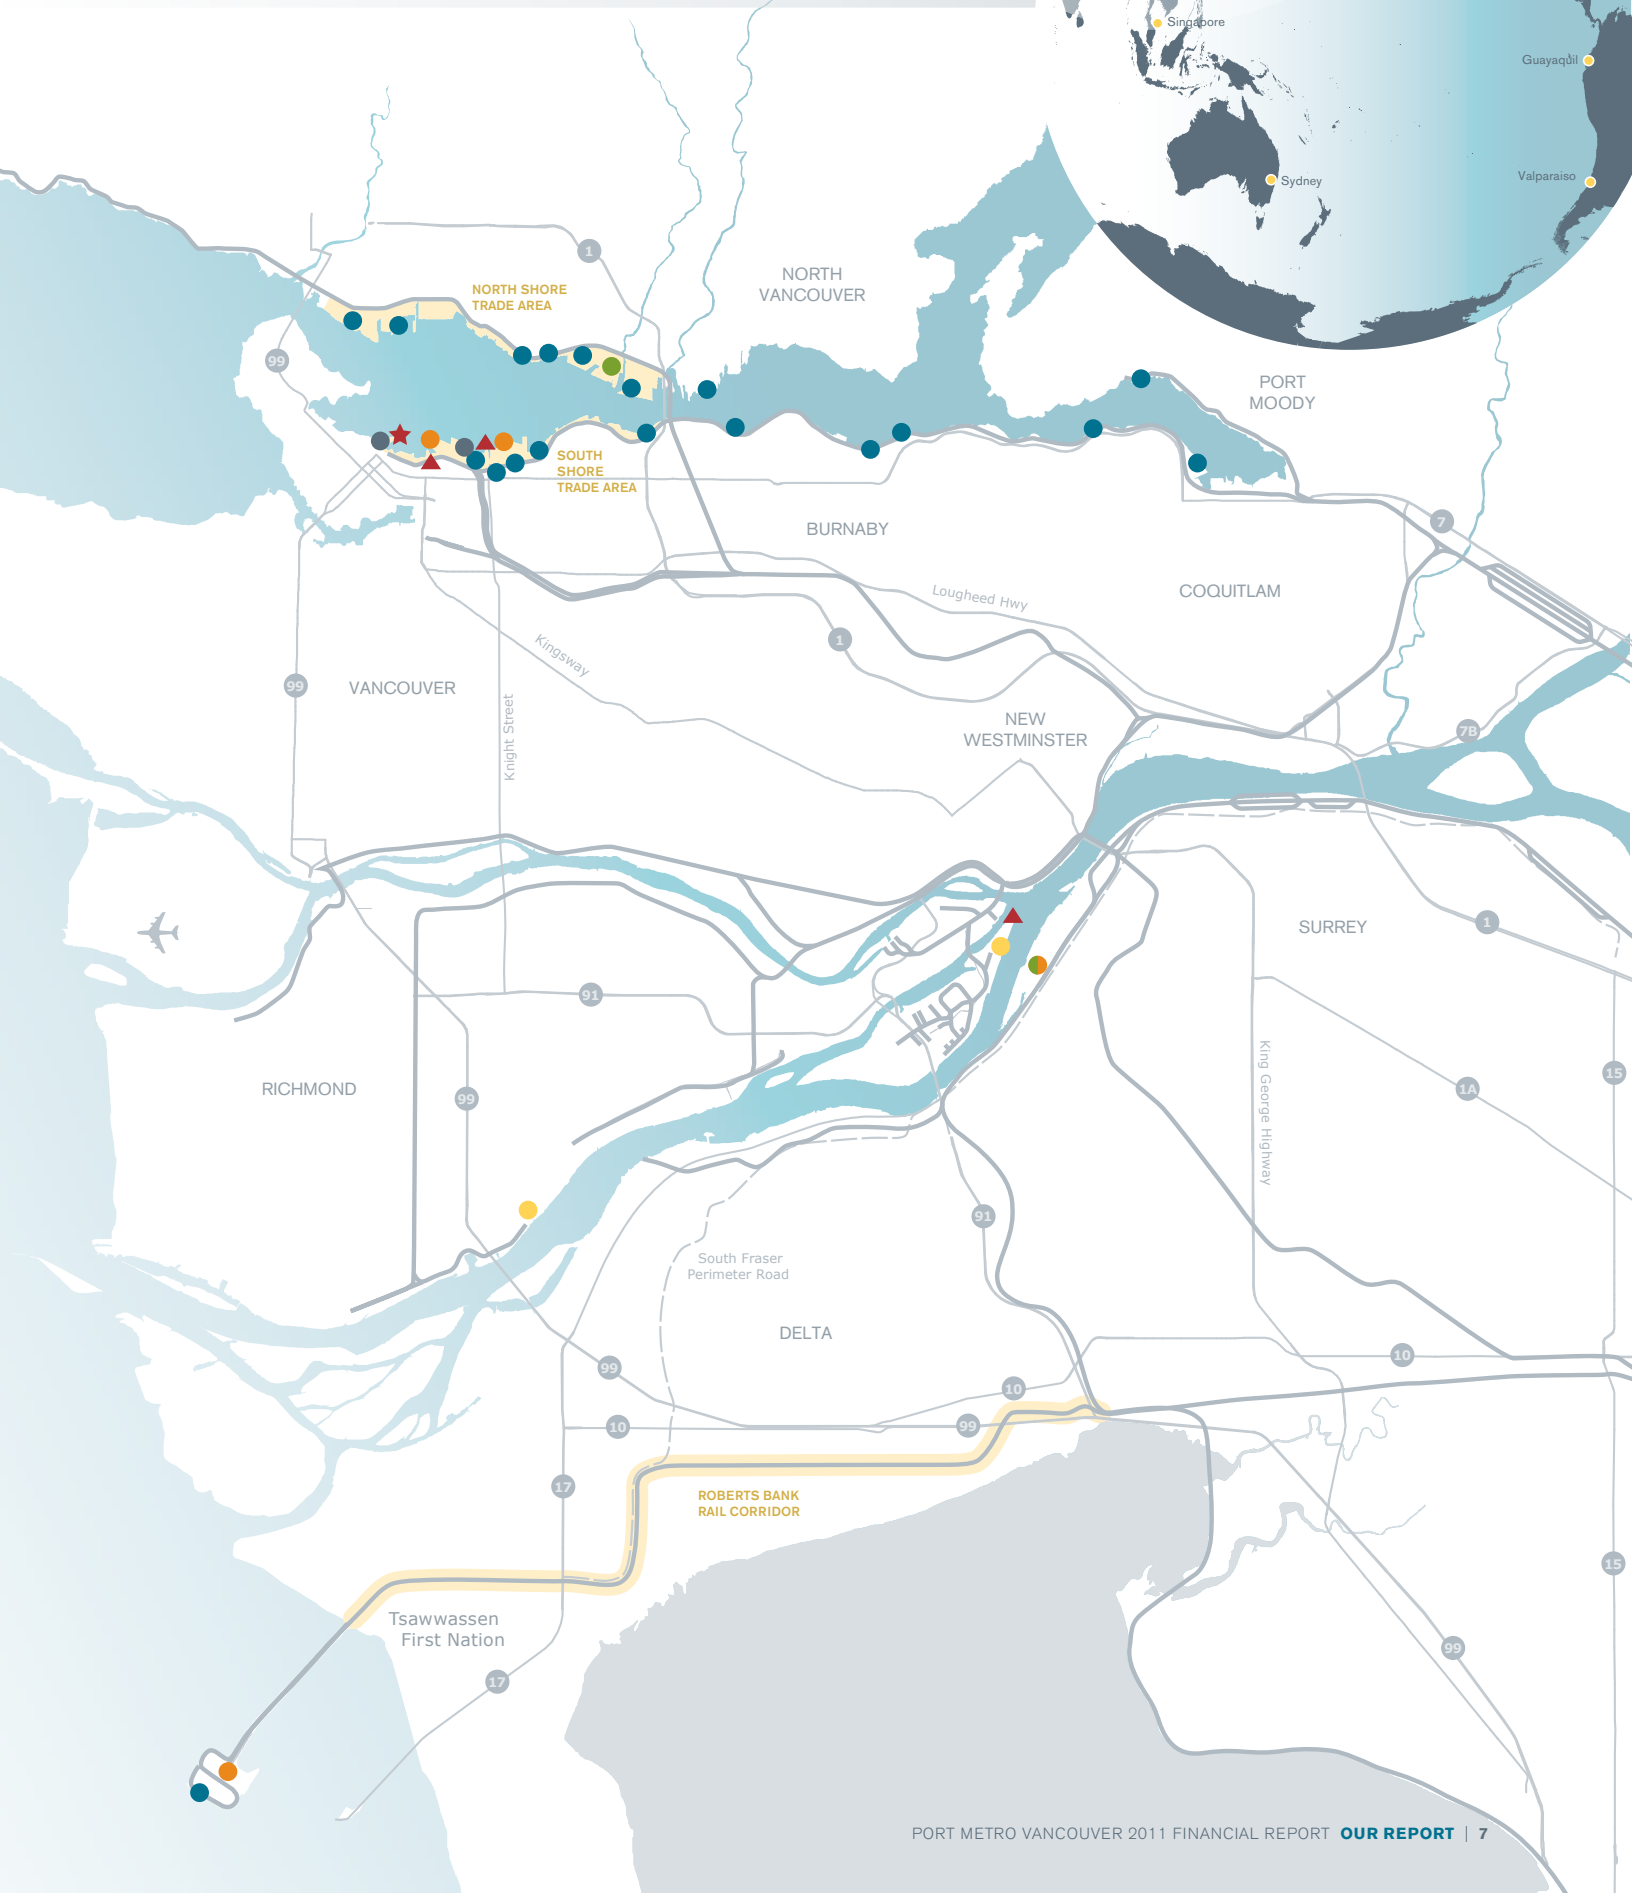 Singapore
Guayaquil
Valparaiso
Sydney
1
NORTH
VANCOUVER
NORTH SHORE
TRADE AREA
99
PORT
MOODY
SOUTH
SHORE
TRADE AREA
BURNABY
7
COQUITLAM
Lougheed Hwy
1
Kingsway
99
VANCOUVER
Knight Street
NEW
WESTMINSTER
7B
SURREY
1
91
15
King George Highway
1A
RICHMOND
99
91
South Fraser
Perimeter Road
DELTA
10
99
10
10
99
17
ROBERTS BANK
RAIL CORRIDOR
15
Tsawwassen
First Nation
99
17
PORT METRO VANCOUVER 2011 FINANCIAL REPORT OUR REPORT | 7